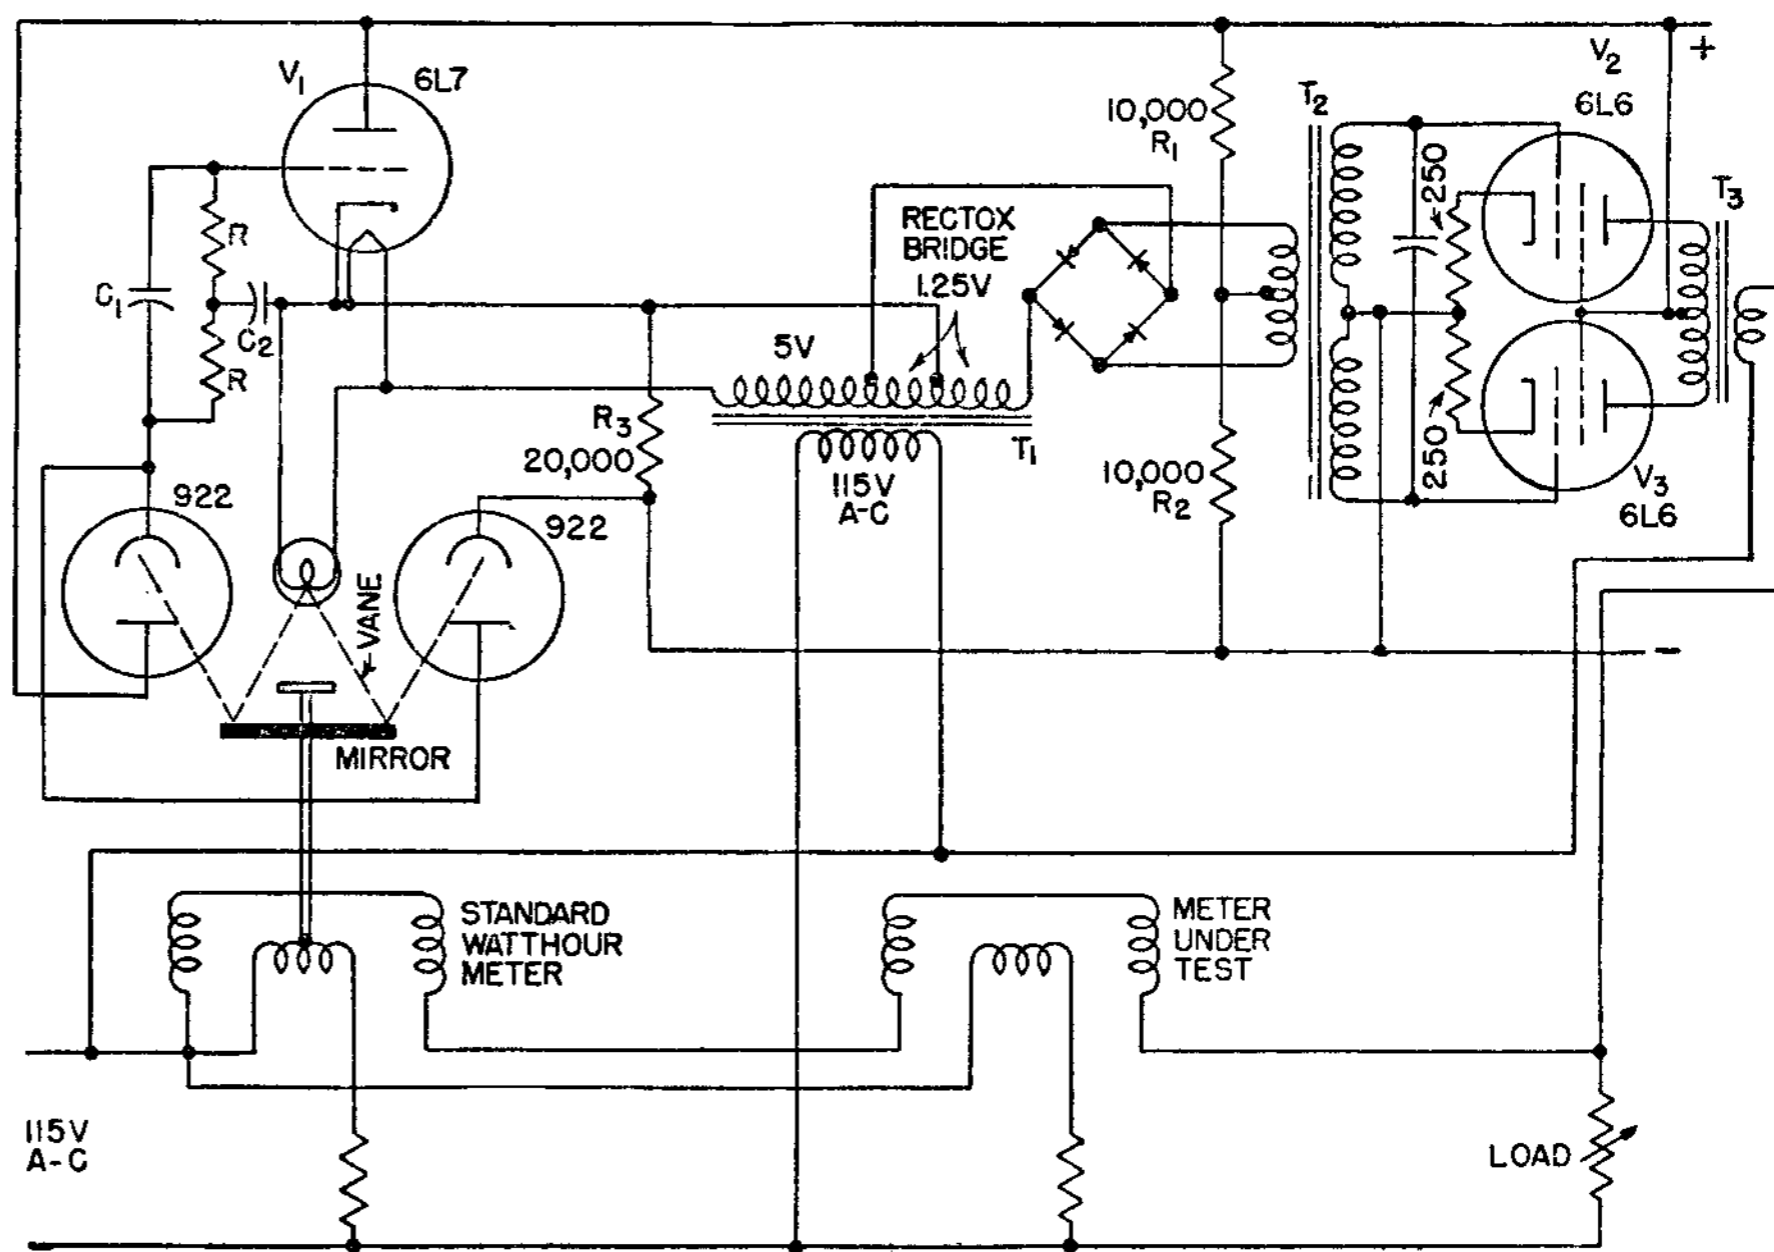 V1
6L7
R
C1
C2
R
922
922
VANE
MIRROR
R3
20,000
5V
RECTOX
BRIDGE
1.25V
T1
115V
A-C
10,000
R1
10,000
R2
T2
V2
6L6
+
250
250
T3
V3
6L6
-
STANDARD
WATTHOUR
METER
METER
UNDER
TEST
115V
A-C
LOAD